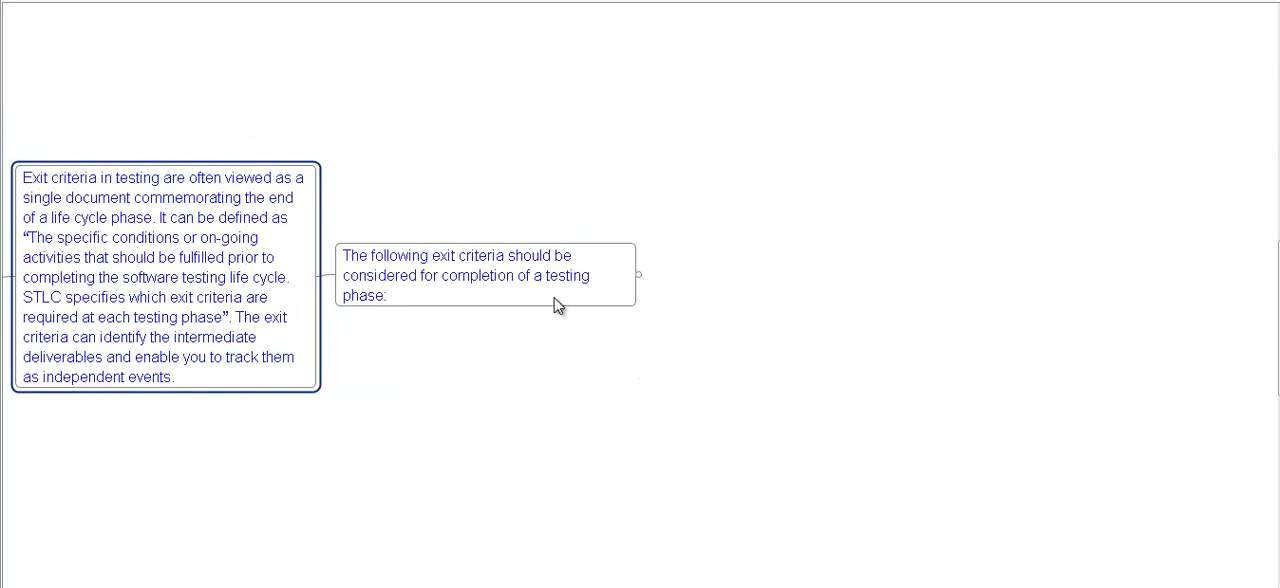 Exit criteria in testing are often viewed as a
single document commemorating the end
of a life cycle phase. It can be defined as
“The specific conditions or on-going
activities that should be fulfilled prior to
completing the software testing life cycle.
STLC specifies which exit criteria are
required at each testing phase”. The exit
criteria can identify the intermediate
deliverables and enable you to track them
as independent events.
The following exit criteria should be
considered for completion of a testing
phase: